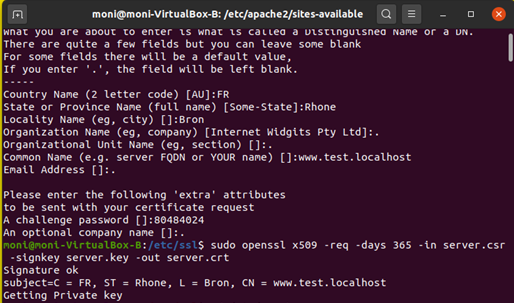 moni@moni-VirtualBox-B: /etc/apache2/sites-available
What you are about to enter is what is called a Distinguished Name or a DN.
There are quite a few fields but you can leave some blank
For some fields there will be a default value,
If you enter '.', the field will be left blank.
-----
Country Name (2 letter code) [AU]:FR
State or Province Name (full name) [Some-State]:Rhone
Locality Name (eg, city) []:Bron
Organization Name (eg, company) [Internet Widgits Pty Ltd]:.
Organizational Unit Name (eg, section) []:.
Common Name (e.g. server FQDN or YOUR name) []:www.test.localhost
Email Address []:.
Please enter the following 'extra' attributes
to be sent with your certificate request
A challenge password []:80484024
An optional company name []:.
moni@moni-VirtualBox-B:/etc/ssl$ sudo openssl x509 -req -days 365 -in server.csr
-signkey server.key -out server.crt
Signature ok
subject=C = FR, ST = Rhone, L = Bron, CN = www.test.localhost
Getting Private key